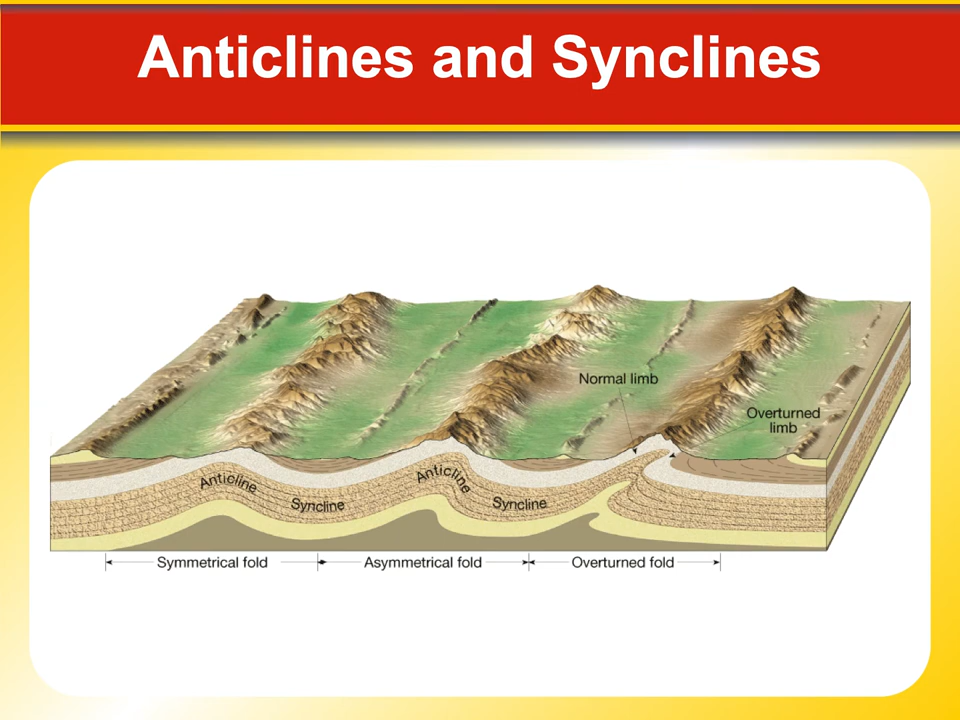 Anticlines and Synclines
Normal limb
Overturned
limb
Anticline
Syncline
Anticline
Syncline
Symmetrical fold
Asymmetrical fold
Overturned fold